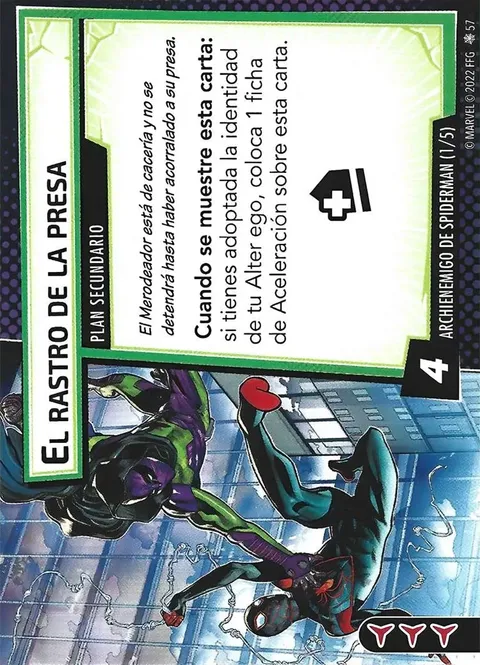 EL RASTRO DE LA PRESA
PLAN SECUNDARIO
El Merodeador está de cacería y no se
detendrá hasta haber acorralado a su presa.
Cuando se muestre esta carta:
si tienes adoptada la identidad
de tu Alter ego, coloca 1 ficha
de Aceleración sobre esta carta.
4
ARCHIENEMIGO DE SPIDERMAN (1/5)
© MARVEL © 2022 FFG 57